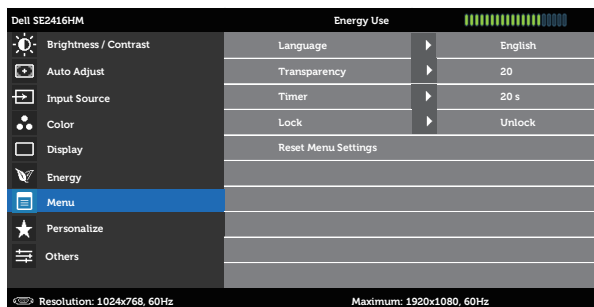 Dell SE2416HM Energy Use
Brightness / Contrast Language English
Auto Adjust Transparency 20
Input Source Timer 20 s
Color Lock Unlock
Display Reset Menu Settings
Energy
Menu
Personalize
Others
Resolution: 1024x768, 60Hz Maximum: 1920x1080, 60Hz